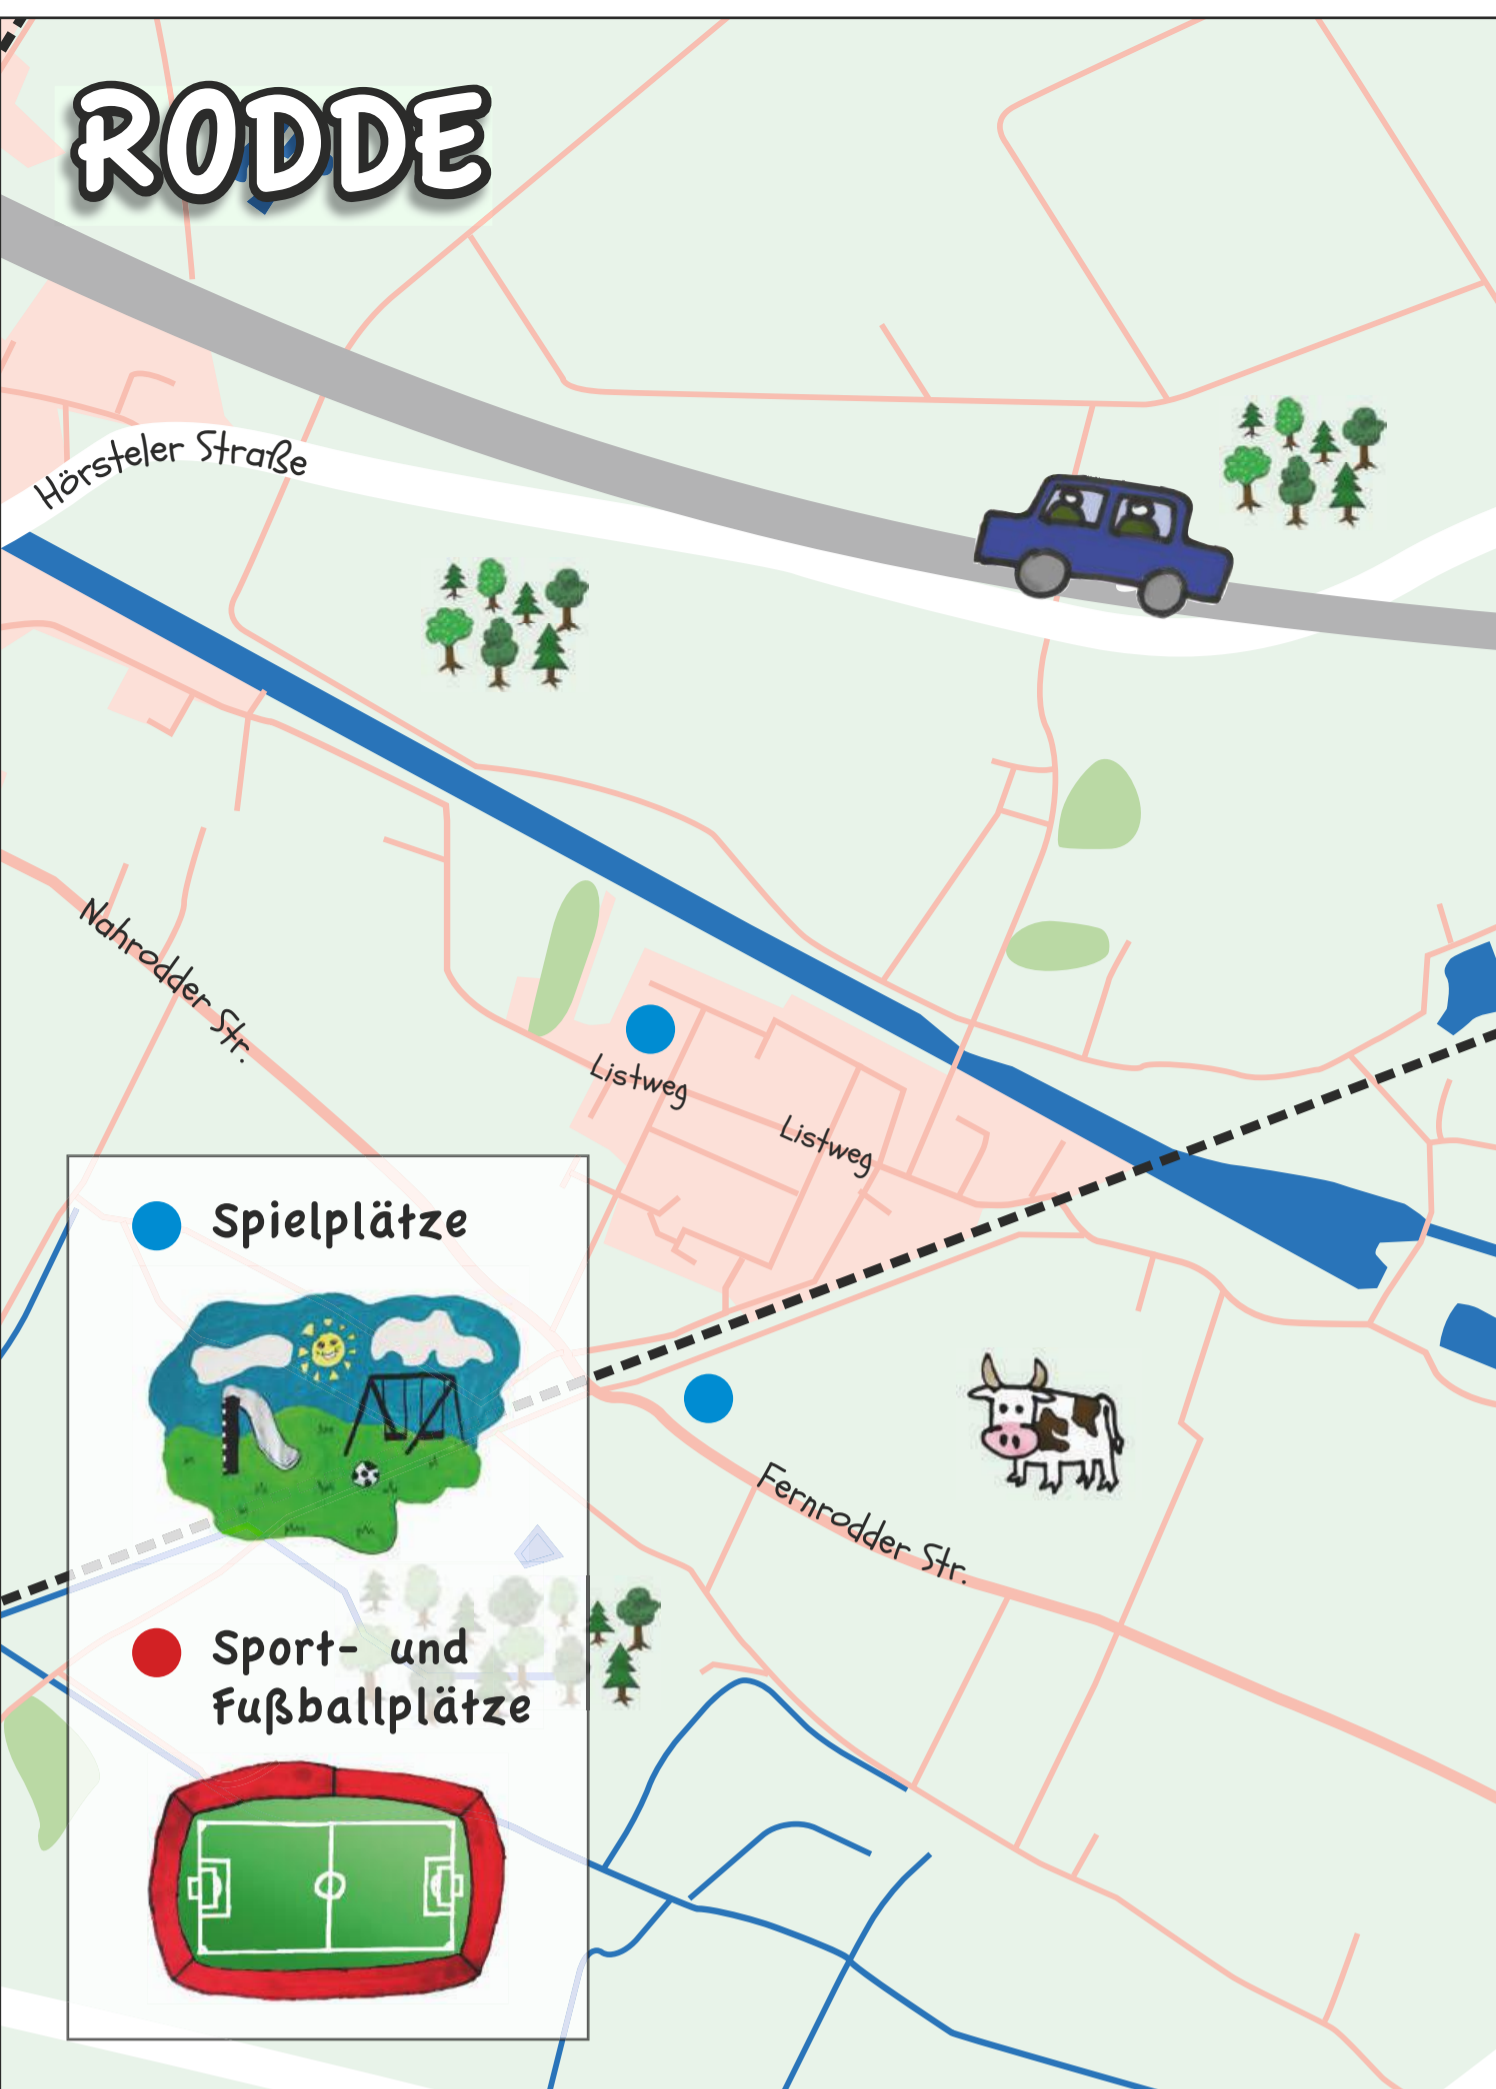 RODDE
Hörsteler Straße
Nahrodder Str.
Listweg
Listweg
Spielplätze
Fernrodder Str.
Sport- und
Fußballplätze